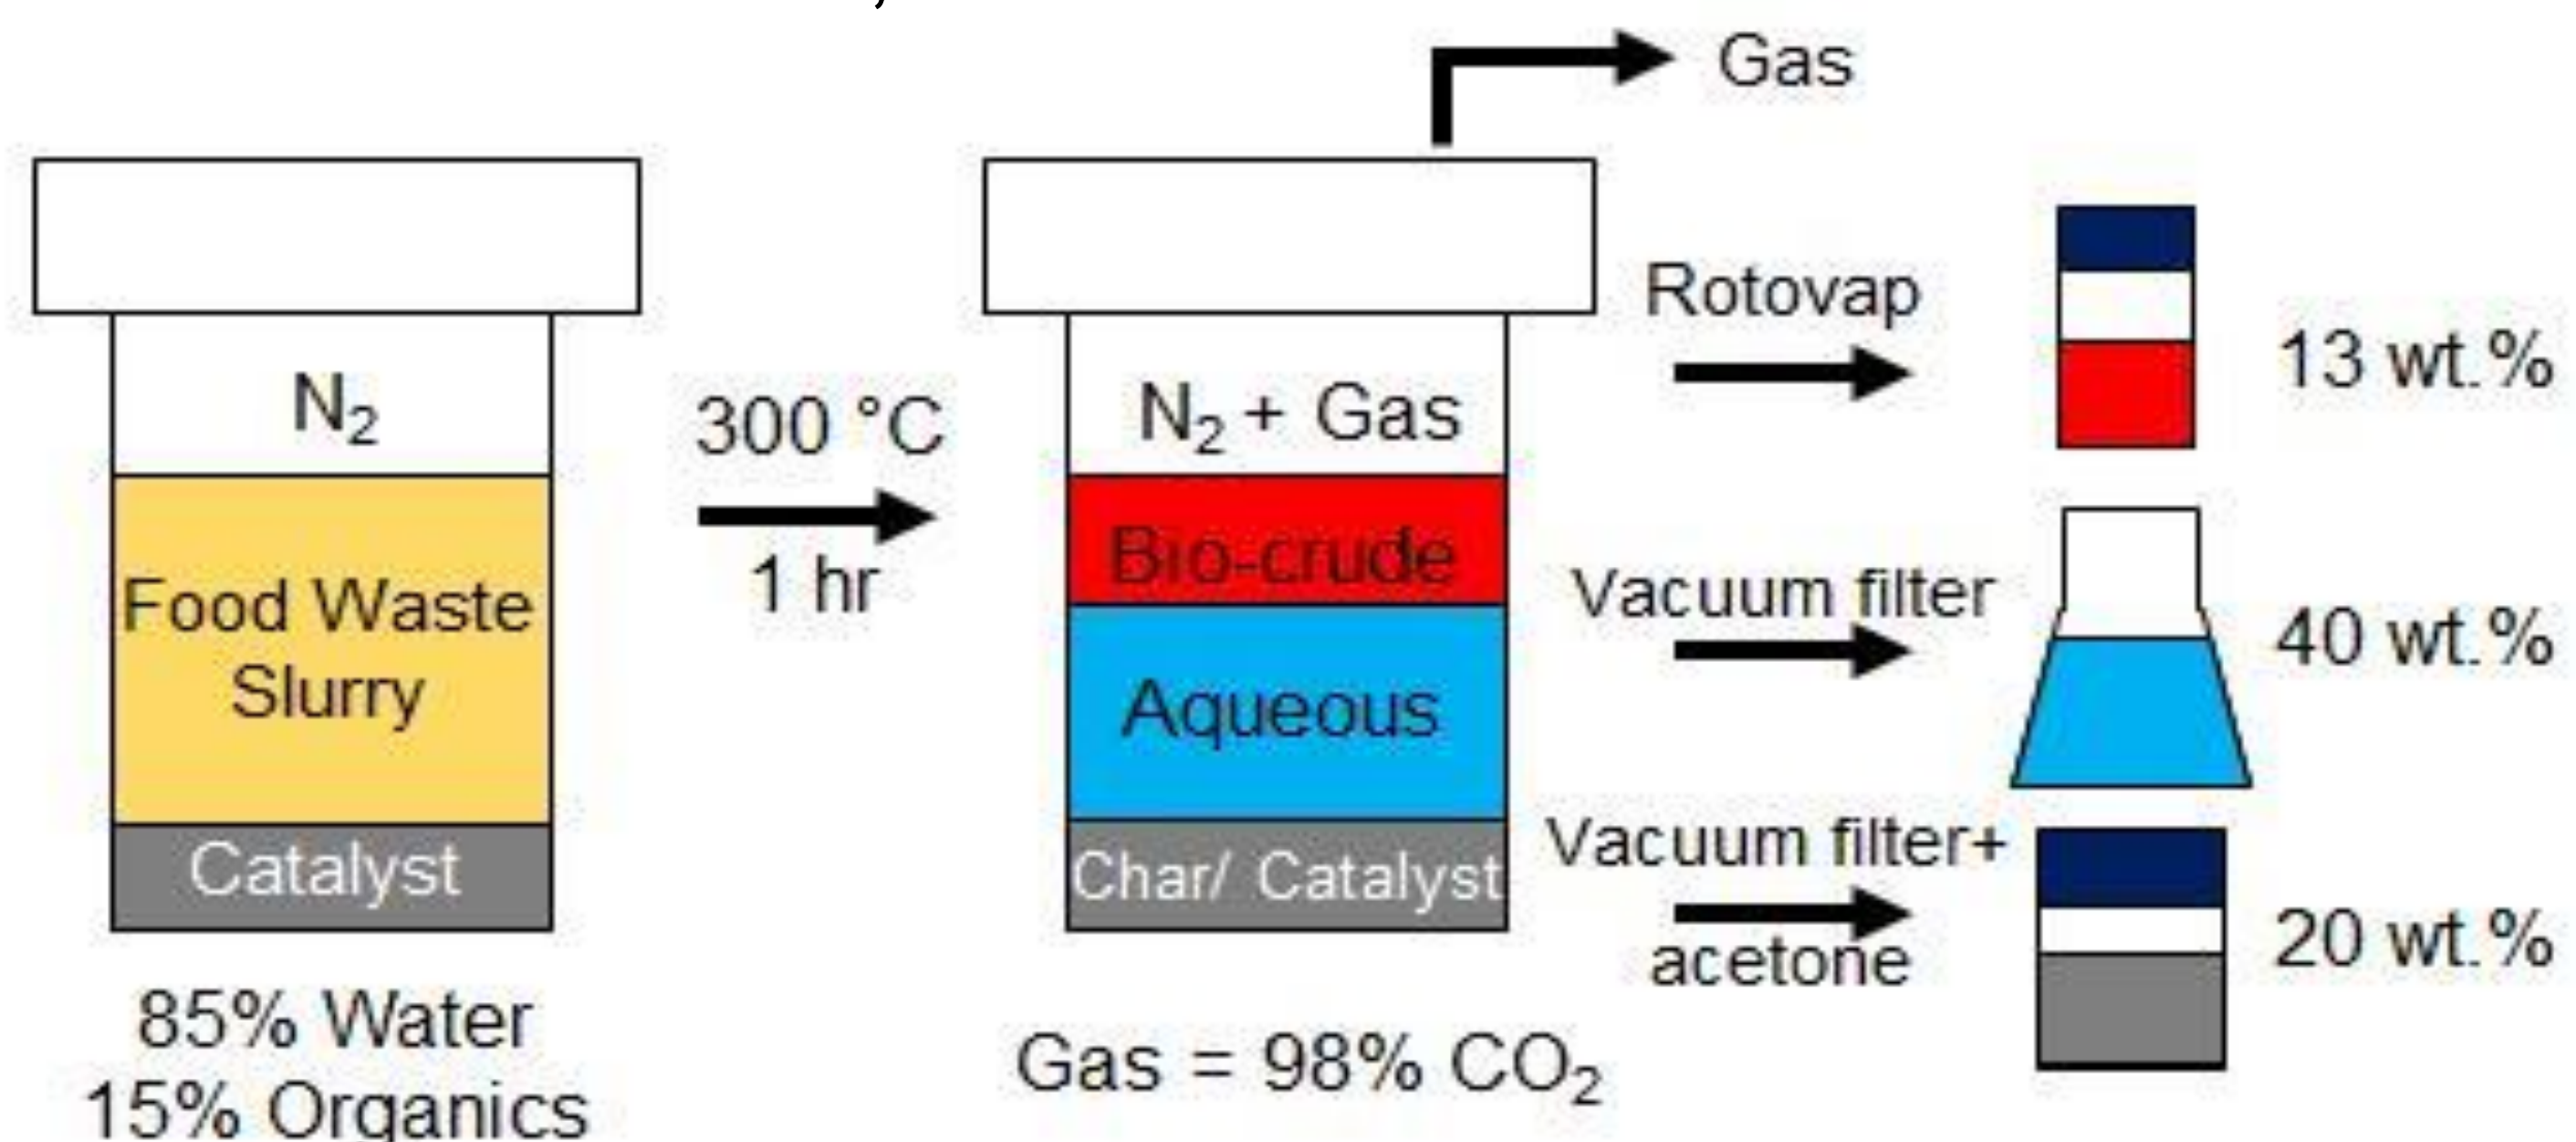 Gas
N₂
Food Waste
Slurry
Catalyst
85% Water
15% Organics
300 °C
1 hr
N₂ + Gas
Bio-crude
Aqueous
Char/ Catalyst
Gas = 98% CO₂
Rotovap
13 wt.%
Vacuum filter
40 wt.%
Vacuum filter+
acetone
20 wt.%